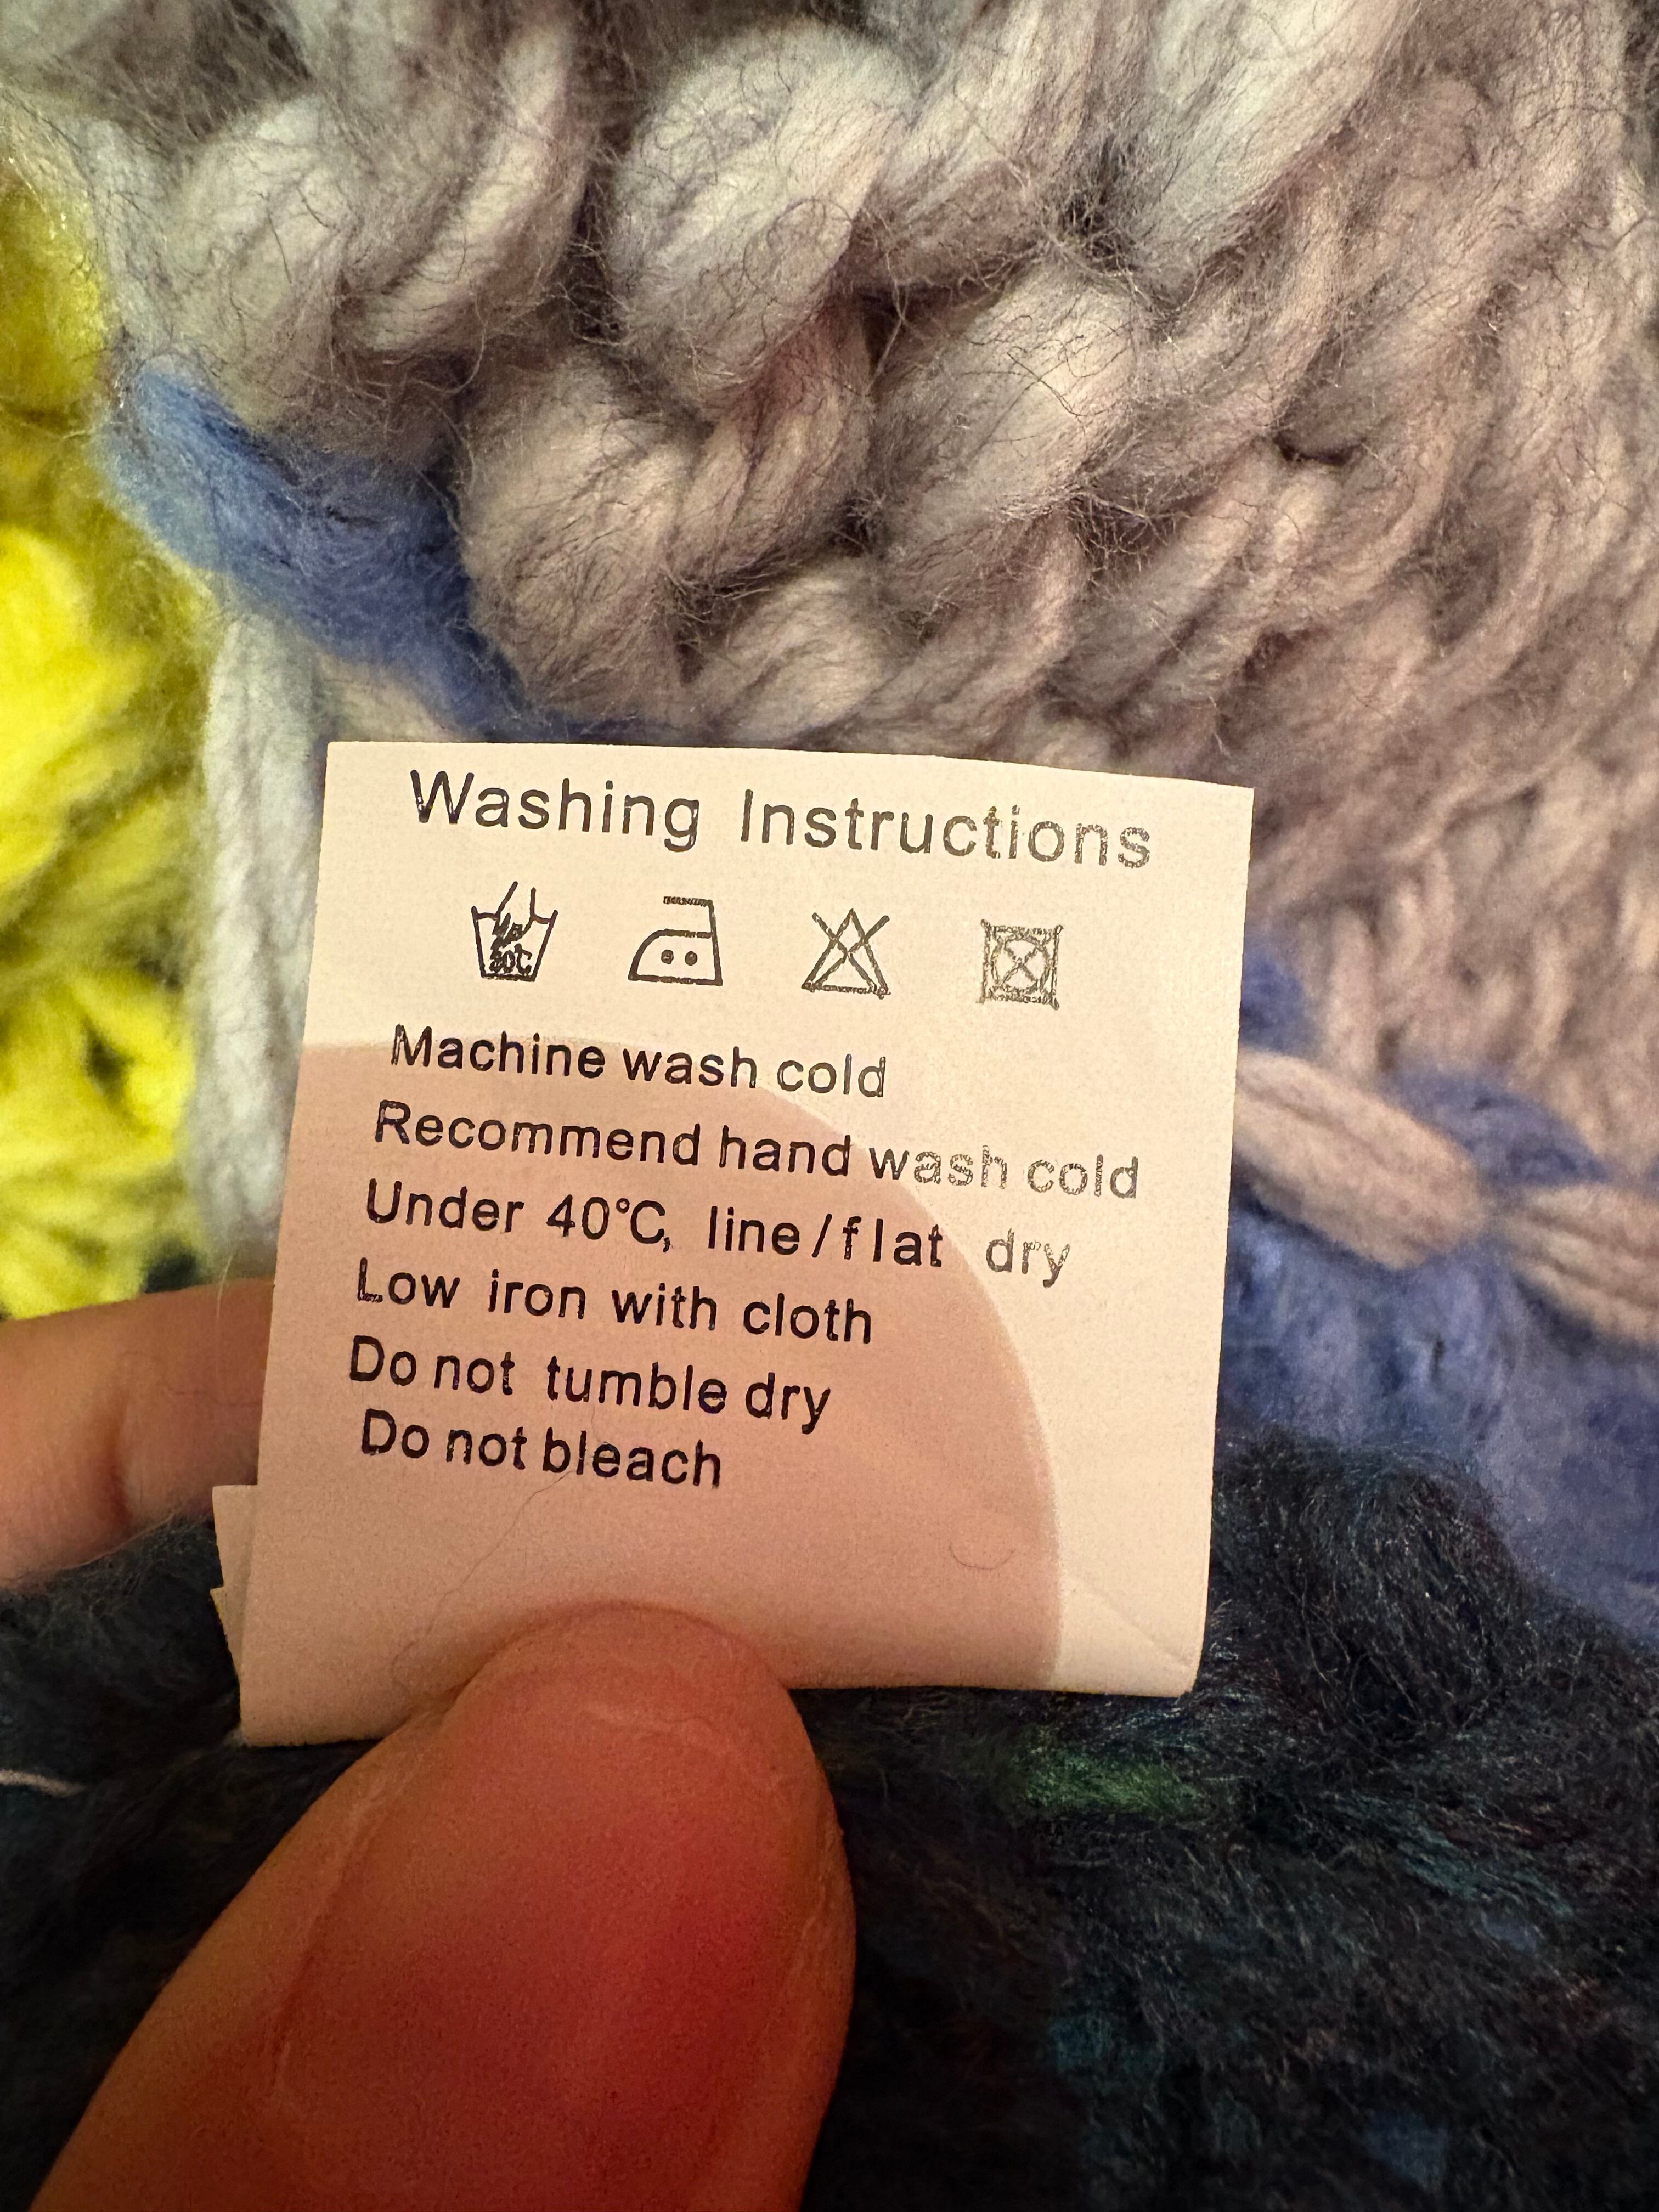 Washing Instructions
Machine wash cold
Recommend hand wash cold
Under 40°C, line/flat dry
Low iron with cloth
Do not tumble dry
Do not bleach